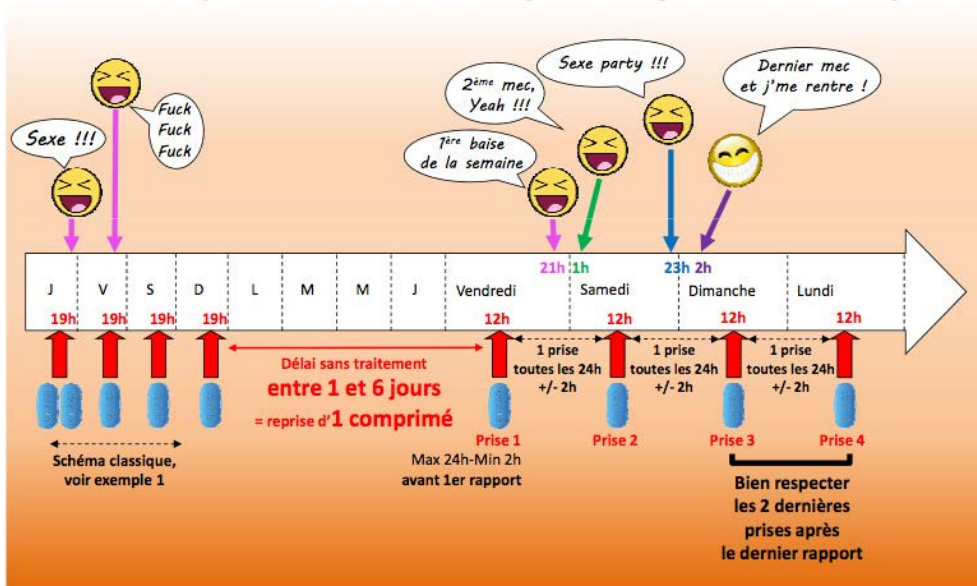 Sexe !!!
Fuck
Fuck
Fuck
2ème mec,
Yeah !!!
1ère baise
de la semaine
Sexe party !!!
Dernier mec
et j'me rentre !
21h 1h 23h 2h
J V S D L M M J Vendredi Samedi Dimanche Lundi
19h 19h 19h 19h 12h 12h 12h 12h
Délai sans traitement
entre 1 et 6 jours
= reprise d'1 comprimé
1 prise
toutes les 24h
+/- 2h
1 prise
toutes les 24h
+/- 2h
1 prise
toutes les 24h
+/- 2h
Prise 1 Prise 2 Prise 3 Prise 4
Schéma classique,
voir exemple 1
Max 24h-Min 2h
avant 1er rapport
Bien respecter
les 2 dernières
prises après
le dernier rapport